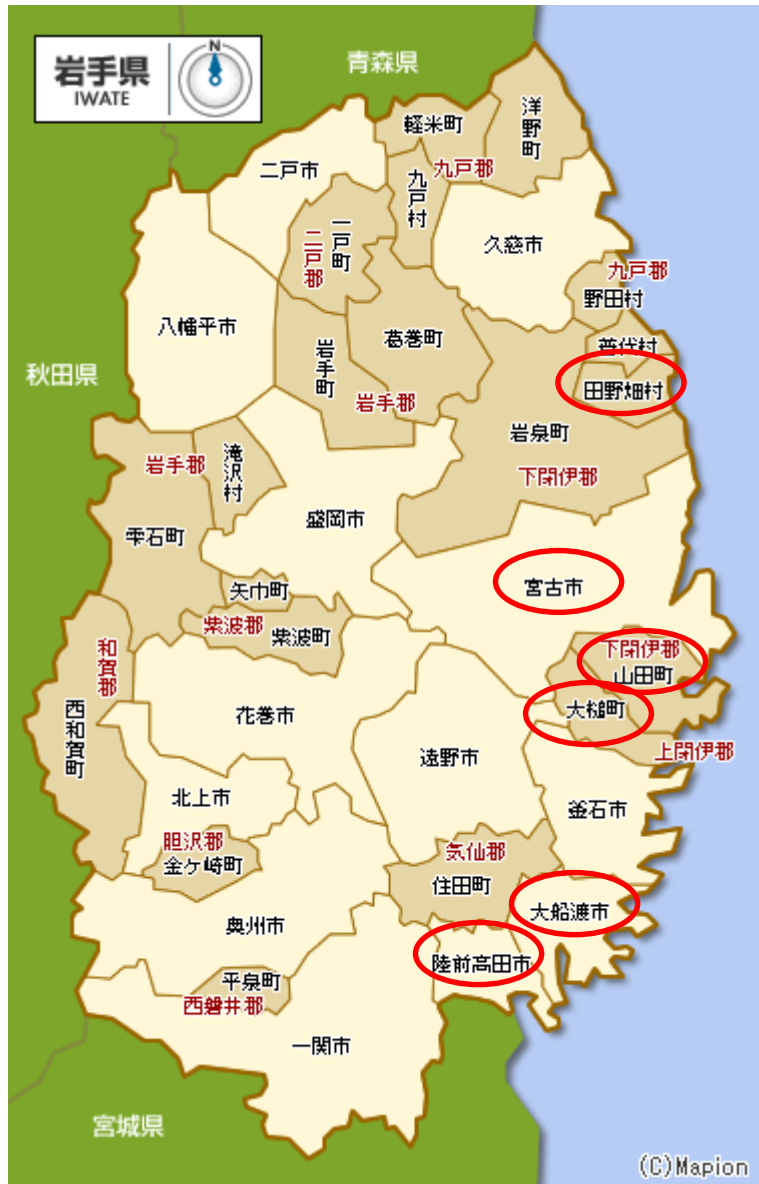 岩手県
IWATE
N
青森県
軽米町
洋野町
二戸市
九戸郡
九戸村
一戸町
二戸郡
久慈市
九戸郡
野田村
八幡平市
葛巻町
岩手町
普代村
秋田県
田野畑村
岩手郡
岩泉町
岩手郡
滝沢村
下閉伊郡
盛岡市
雫石町
宮古市
矢巾町
紫波郡
紫波町
和賀郡
下閉伊郡
山田町
西和賀町
花巻市
大槌町
遠野市
上閉伊郡
北上市
釜石市
胆沢郡
金ケ崎町
気仙郡
住田町
大船渡市
奥州市
陸前高田市
平泉町
西磐井郡
一関市
宮城県
(C)Mapion